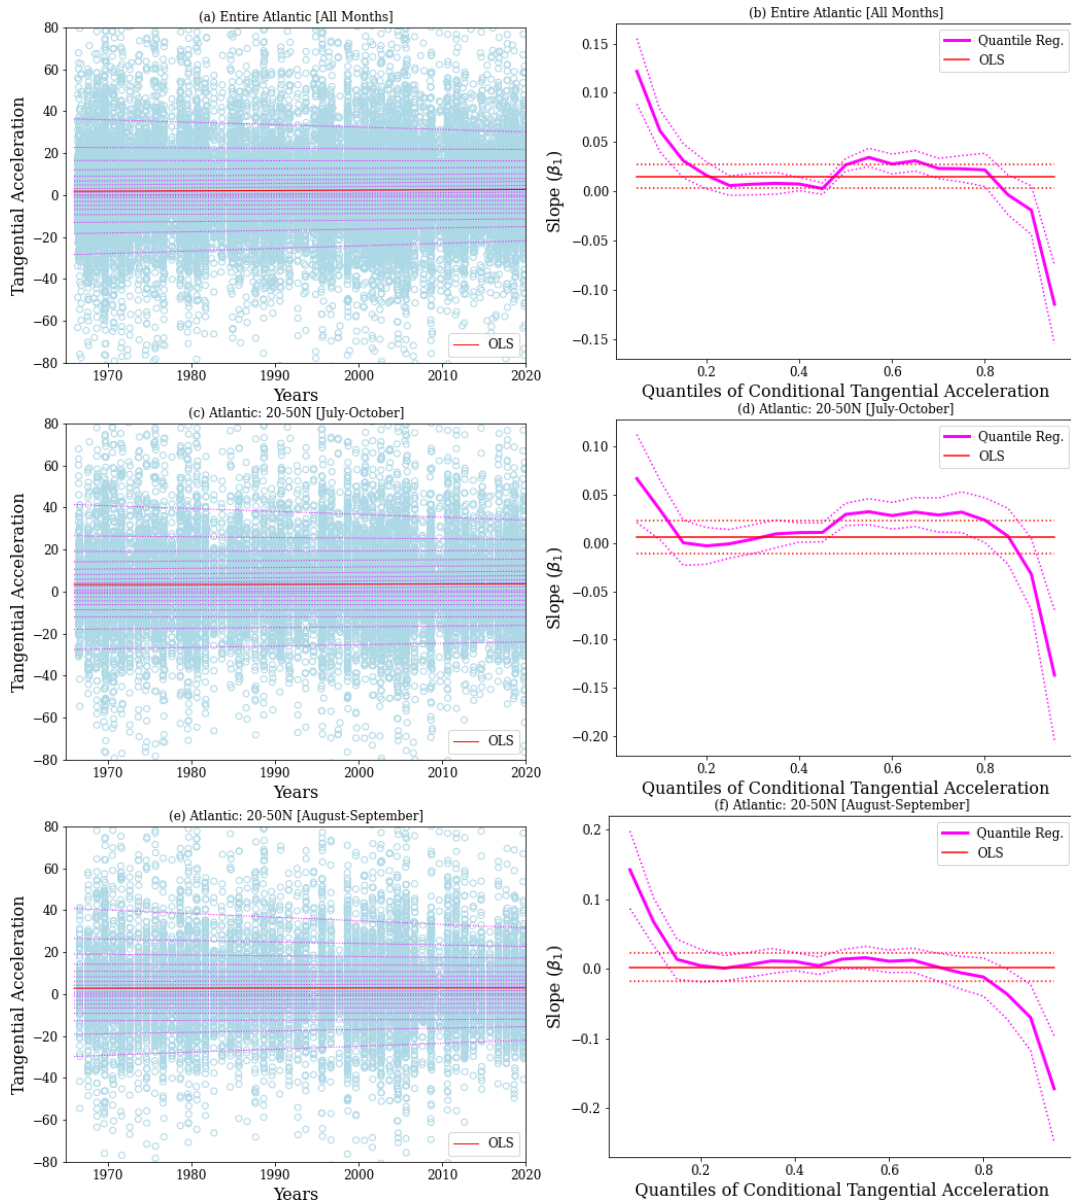 (a) Entire Atlantic [All Months]
80
60
40
20
0
−20
−40
−60
−80
Tangential Acceleration
OLS
1970 1980 1990 2000 2010 2020
Years
(b) Entire Atlantic [All Months]
0.15
0.10
0.05
0.00
−0.05
−0.10
−0.15
Slope (β1)
Quantile Reg.
OLS
0.2 0.4 0.6 0.8
Quantiles of Conditional Tangential Acceleration
(c) Atlantic: 20-50N [July-October]
80
60
40
20
0
−20
−40
−60
−80
Tangential Acceleration
OLS
1970 1980 1990 2000 2010 2020
Years
(d) Atlantic: 20-50N [July-October]
0.10
0.05
0.00
−0.05
−0.10
−0.15
−0.20
Slope (β1)
Quantile Reg.
OLS
0.2 0.4 0.6 0.8
Quantiles of Conditional Tangential Acceleration
(e) Atlantic: 20-50N [August-September]
80
60
40
20
0
−20
−40
−60
−80
Tangential Acceleration
OLS
1970 1980 1990 2000 2010 2020
Years
(f) Atlantic: 20-50N [August-September]
0.2
0.1
0.0
−0.1
−0.2
Slope (β1)
Quantile Reg.
OLS
0.2 0.4 0.6 0.8
Quantiles of Conditional Tangential Acceleration